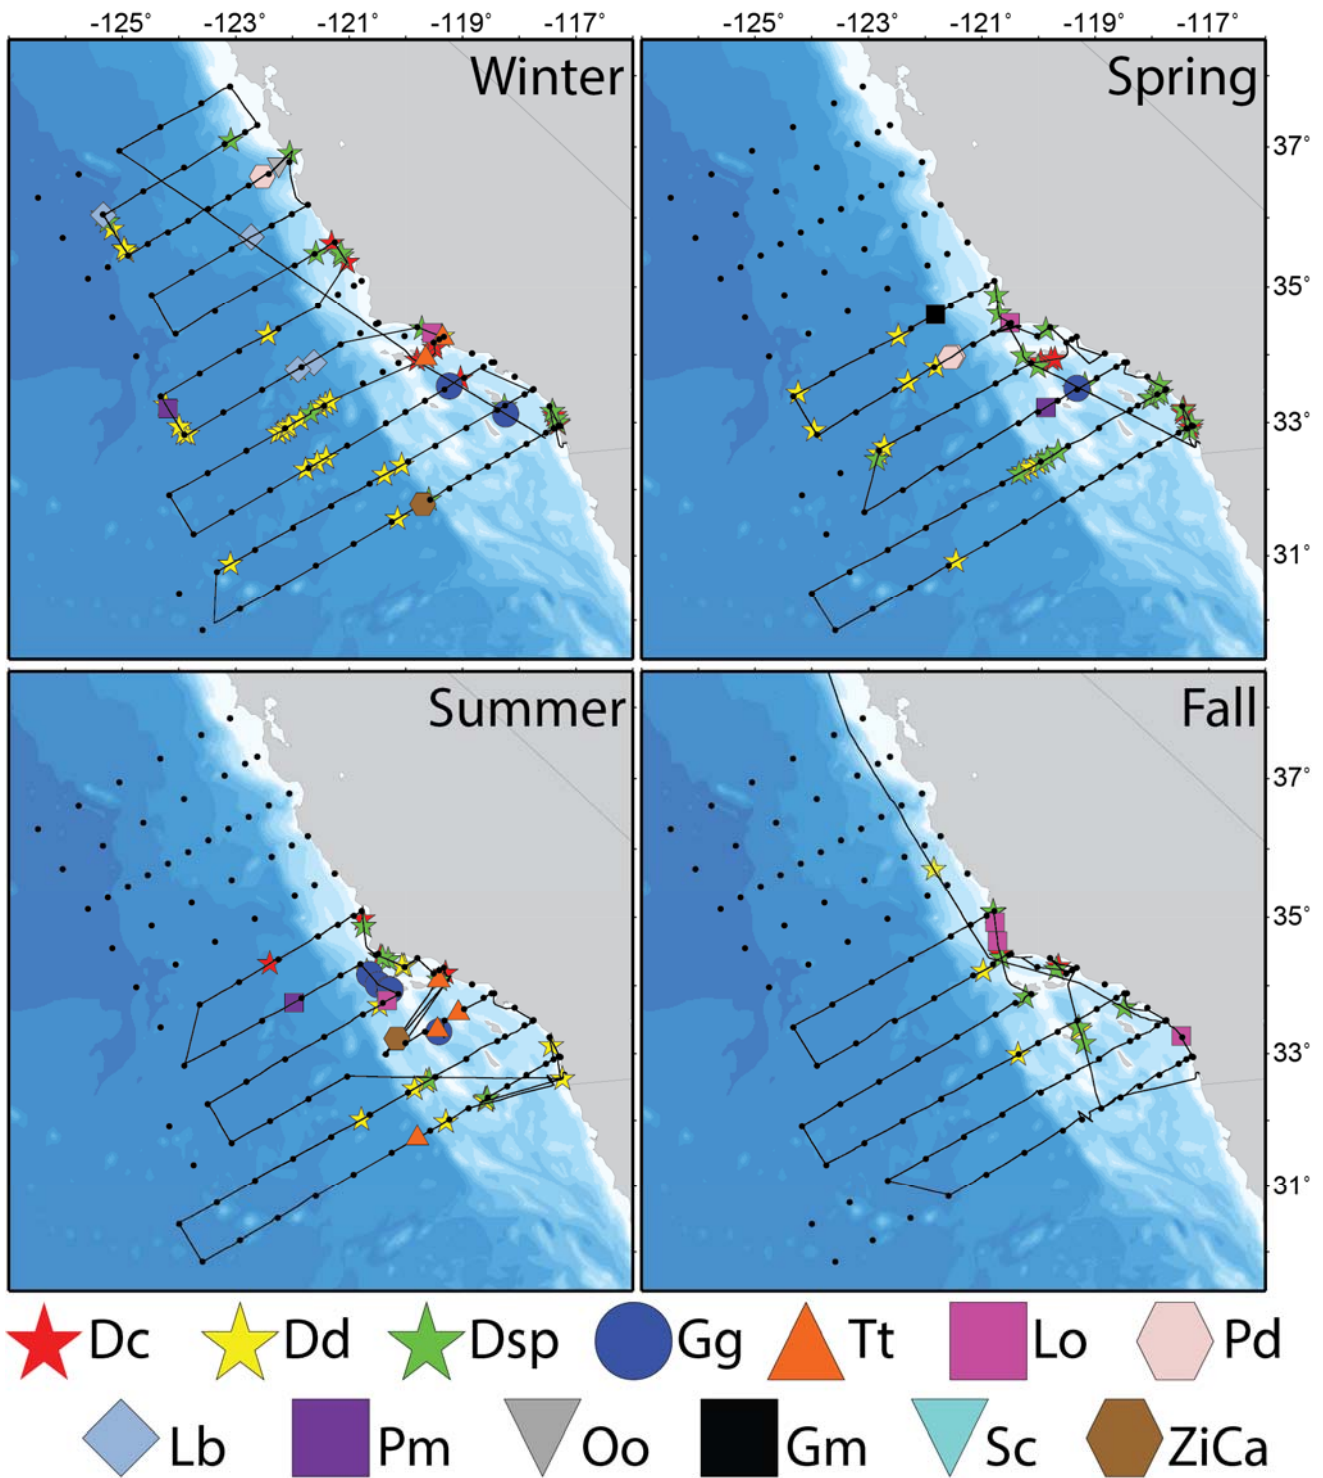 -125° -123° -121° -119° -117° -125° -123° -121° -119° -117°
Winter Spring
37°
35°
33°
31°
Summer Fall
37°
35°
33°
31°
Dc Dd Dsp Gg Tt Lo Pd
Lb Pm Oo Gm Sc ZiCa